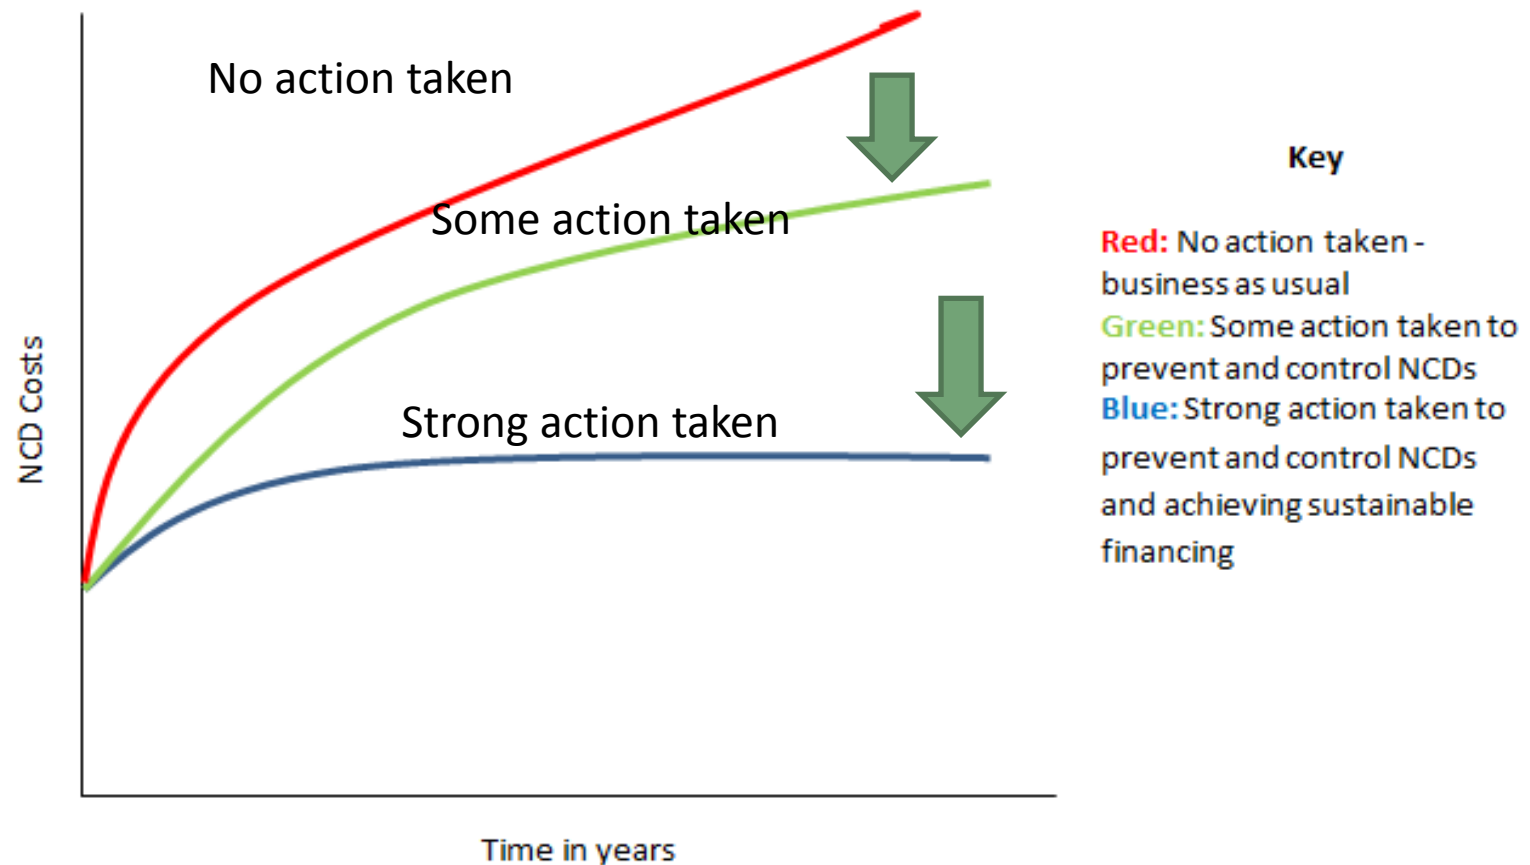 No action taken
Some action taken
Strong action taken
NCD Costs
Time in years
Key
Red: No action taken -
business as usual
Green: Some action taken to
prevent and control NCDs
Blue: Strong action taken to
prevent and control NCDs
and achieving sustainable
financing